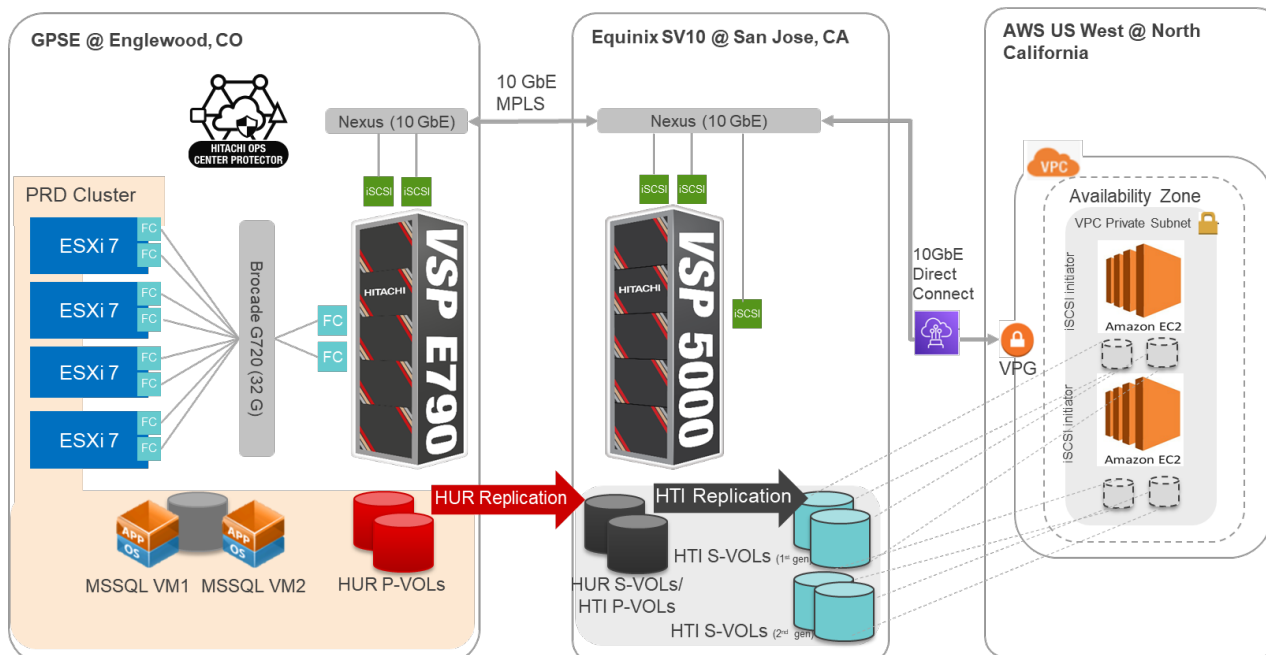 GPSE @ Englewood, CO
HITACHI OPS
CENTER PROTECTOR
Nexus (10 GbE)
iSCSI
iSCSI
PRD Cluster
ESXi 7
FC
FC
ESXi 7
FC
FC
ESXi 7
FC
FC
ESXi 7
FC
FC
Brocade G720 (32 G)
FC
FC
HITACHI
VSP E790
APP
OS
APP
OS
MSSQL VM1
MSSQL VM2
HUR P-VOLs
HUR Replication
10 GbE
MPLS
Equinix SV10 @ San Jose, CA
Nexus (10 GbE)
iSCSI
iSCSI
iSCSI
HITACHI
VSP 5000
HTI Replication
HUR S-VOLs/
HTI P-VOLs
HTI S-VOLs (1st gen)
HTI S-VOLs (2nd gen)
10GbE
Direct
Connect
AWS US West @ North
California
VPC
VPG
Availability Zone
VPC Private Subnet
iSCSI initiator
Amazon EC2
iSCSI initiator
Amazon EC2